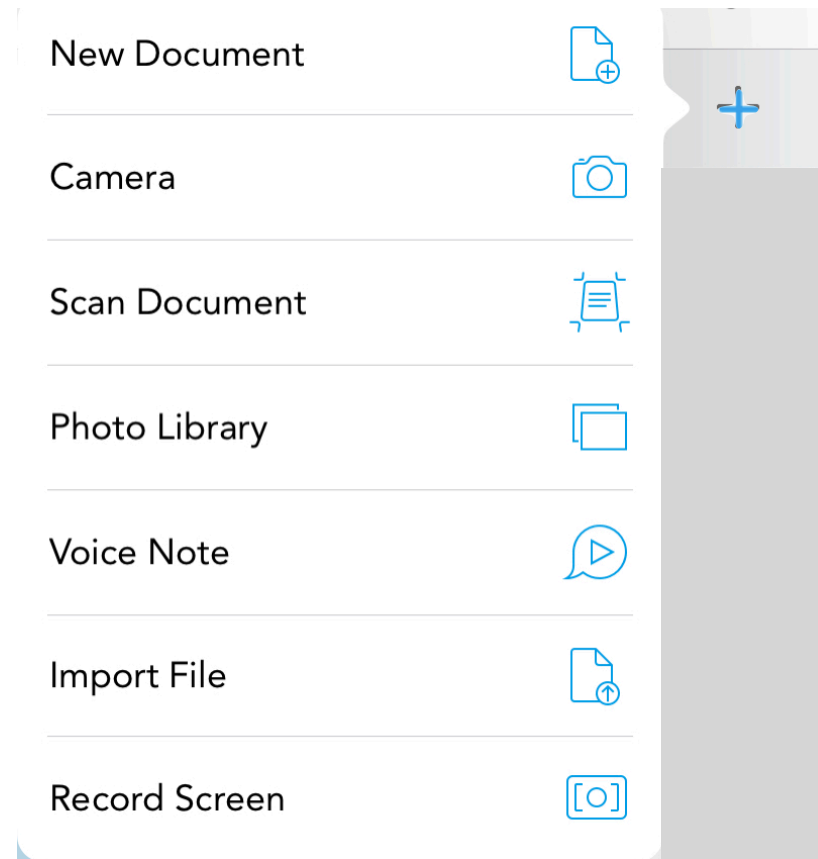 New Document
Camera
Scan Document
Photo Library
Voice Note
Import File
Record Screen